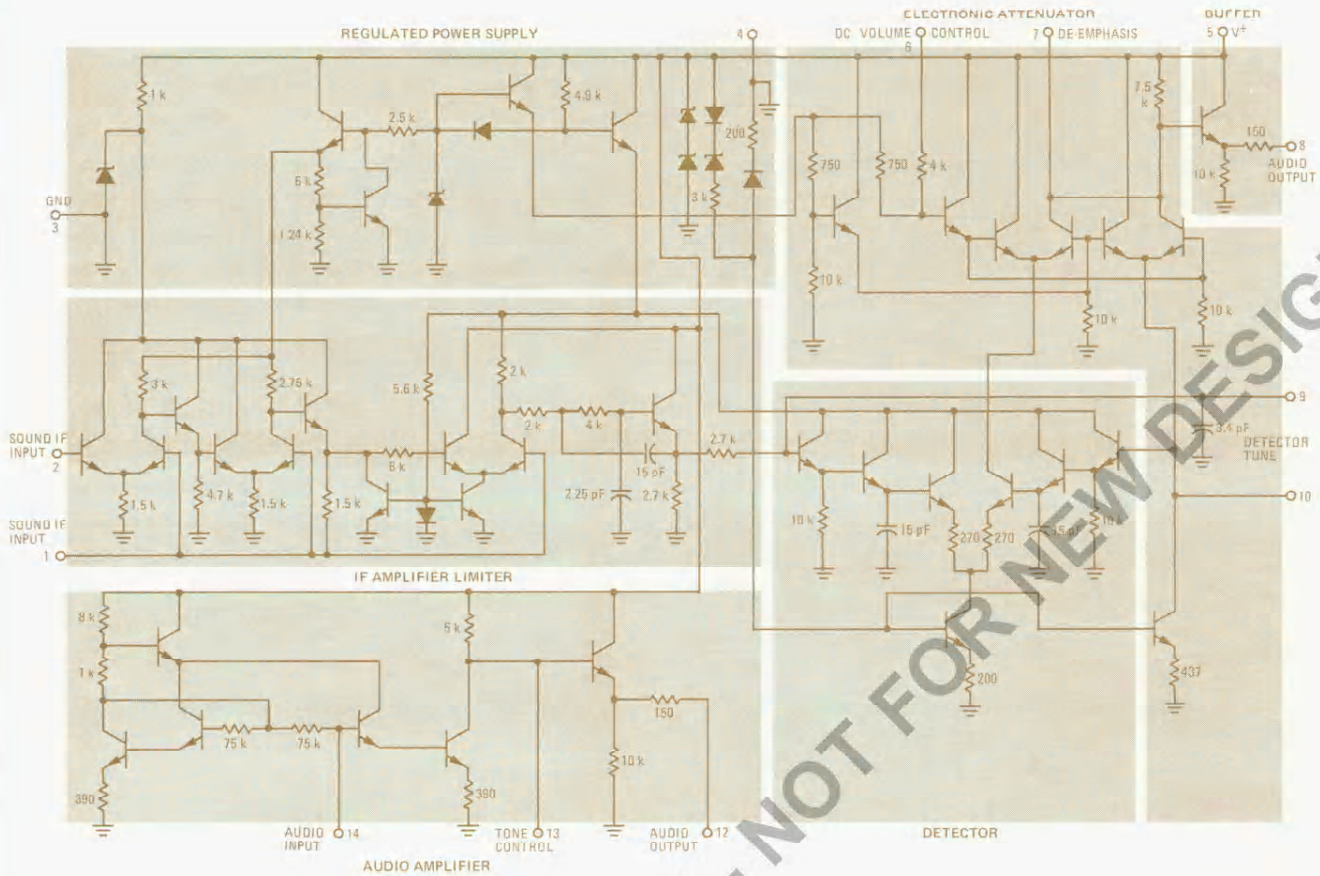 ELECTRONIC ATTENUATOR
BUFFER
REGULATED POWER SUPPLY
4
DC VOLUME CONTROL
6
7 DE-EMPHASIS
5 V+
1 k
2.5 k
4.9 k
200
3 k
6 k
1.24 k
GND
3
750
750
4 k
7.5 k
150
8
AUDIO OUTPUT
10 k
10 k
10 k
10 k
3 k
2.75 k
5.6 k
2 k
2 k
4 k
2.7 k
9
3.4 pF
DETECTOR TUNE
SOUND IF INPUT
2
6 k
15 pF
2.25 pF
2.7 k
1.5 k
4.7 k
1.5 k
1.5 k
10
10 k
15 pF
270
270
15 pF
10 k
SOUND IF INPUT
1
IF AMPLIFIER LIMITER
8 k
1 k
5 k
75 k
75 k
150
10 k
200
437
390
390
AUDIO INPUT
14
TONE CONTROL
13
AUDIO OUTPUT
12
DETECTOR
AUDIO AMPLIFIER
NOT FOR NEW DESIG